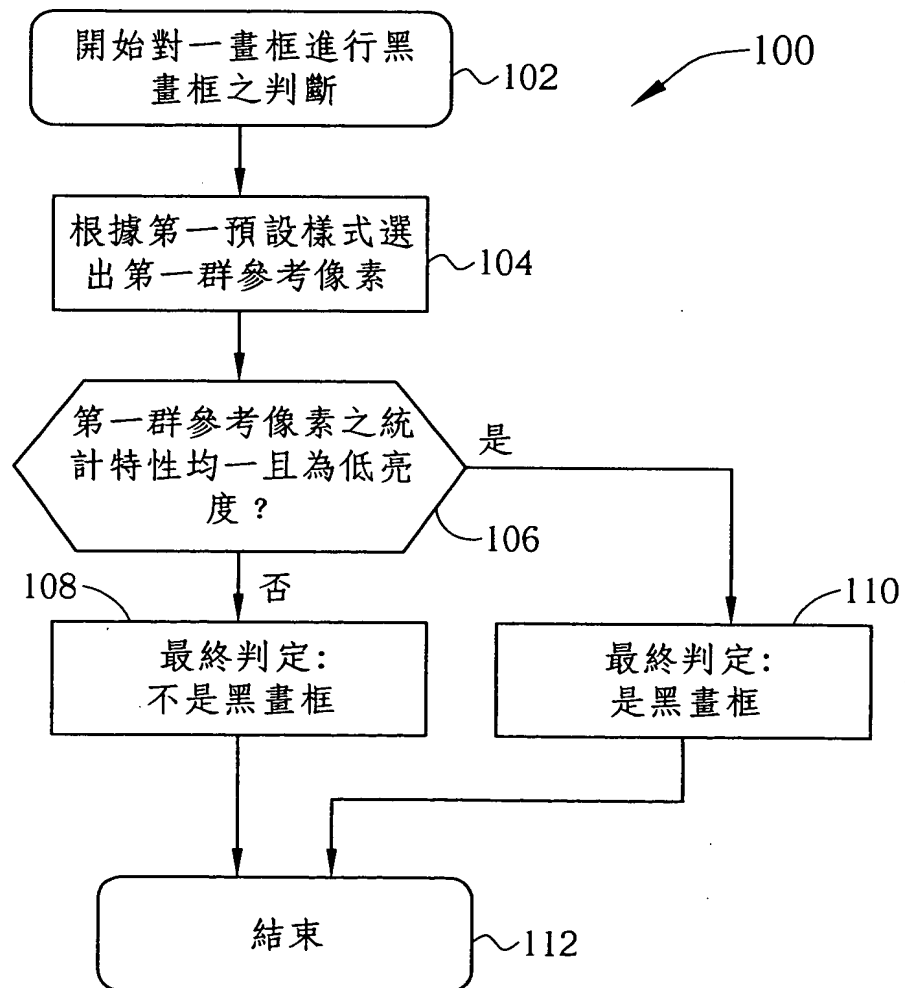 開始對一畫框進行黑
畫框之判斷
102
100
根據第一預設樣式選
出第一群參考像素
104
第一群參考像素之統
計特性均一且為低亮
度?
是
106
否
108
110
最終判定:
不是黑畫框
最終判定:
是黑畫框
結束
112